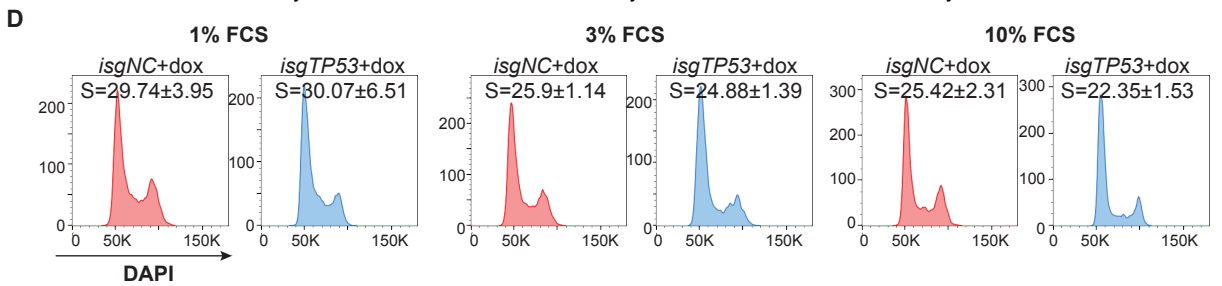 D
1% FCS 3% FCS 10% FCS
isgNC+dox isgTP53+dox isgNC+dox isgTP53+dox isgNC+dox isgTP53+dox
S=29.74±3.95 S=30.07±6.51 S=25.9±1.14 S=24.88±1.39 S=25.42±2.31 S=22.35±1.53
200 200 200 200 300 300
100 100 100 100 200 200
100 100
0 0 0 0 0 0
0 50K 150K 0 50K 150K 0 50K 150K 0 50K 150K 0 50K 150K 0 50K 150K
DAPI